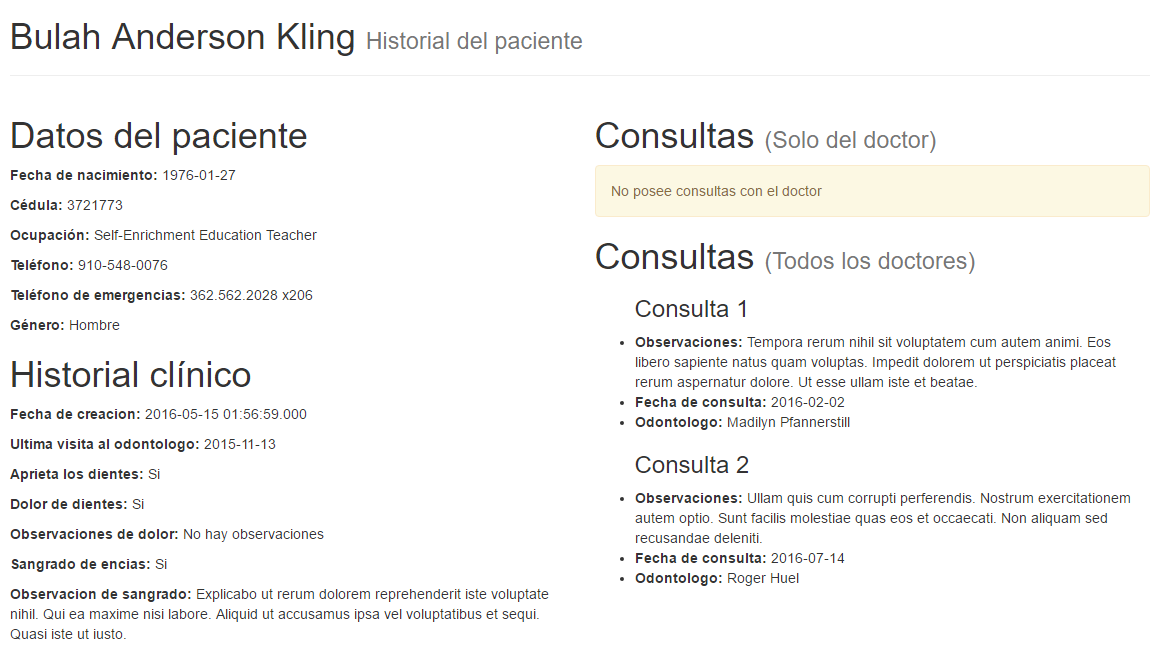 Bulah Anderson Kling Historial del paciente
Datos del paciente
Fecha de nacimiento: 1976-01-27
Cédula: 3721773
Ocupación: Self-Enrichment Education Teacher
Teléfono: 910-548-0076
Teléfono de emergencias: 362.562.2028 x206
Género: Hombre
Historial clínico
Fecha de creacion: 2016-05-15 01:56:59.000
Ultima visita al odontologo: 2015-11-13
Aprieta los dientes: Si
Dolor de dientes: Si
Observaciones de dolor: No hay observaciones
Sangrado de encias: Si
Observacion de sangrado: Explicabo ut rerum dolorem reprehenderit iste voluptate
nihil. Qui ea maxime nisi labore. Aliquid ut accusamus ipsa vel voluptatibus et sequi.
Quasi iste ut iusto.
Consultas (Solo del doctor)
No posee consultas con el doctor
Consultas (Todos los doctores)
Consulta 1
• Observaciones: Tempora rerum nihil sit voluptatem cum autem animi. Eos
libero sapiente natus quam voluptas. Impedit dolorem ut perspiciatis placeat
rerum aspernatur dolore. Ut esse ullam iste et beatae.
• Fecha de consulta: 2016-02-02
• Odontologo: Madilyn Pfannerstill
Consulta 2
• Observaciones: Ullam quis cum corrupti perferendis. Nostrum exercitationem
autem optio. Sunt facilis molestiae quas eos et occaecati. Non aliquam sed
recusandae deleniti.
• Fecha de consulta: 2016-07-14
• Odontologo: Roger Huel